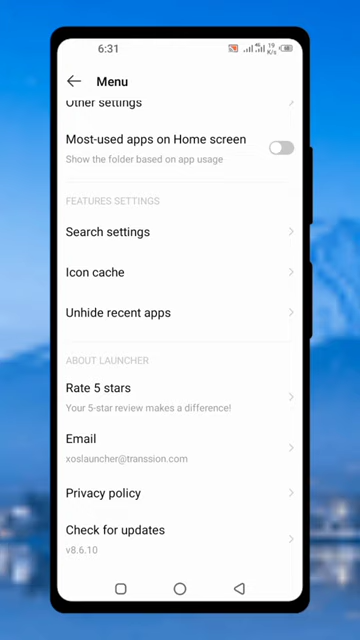 6:31
4G
19
K/s
Menu
Other settings
Most-used apps on Home screen
Show the folder based on app usage
FEATURES SETTINGS
Search settings
Icon cache
Unhide recent apps
ABOUT LAUNCHER
Rate 5 stars
Your 5-star review makes a difference!
Email
xoslauncher@transsion.com
Privacy policy
Check for updates
v8.6.10